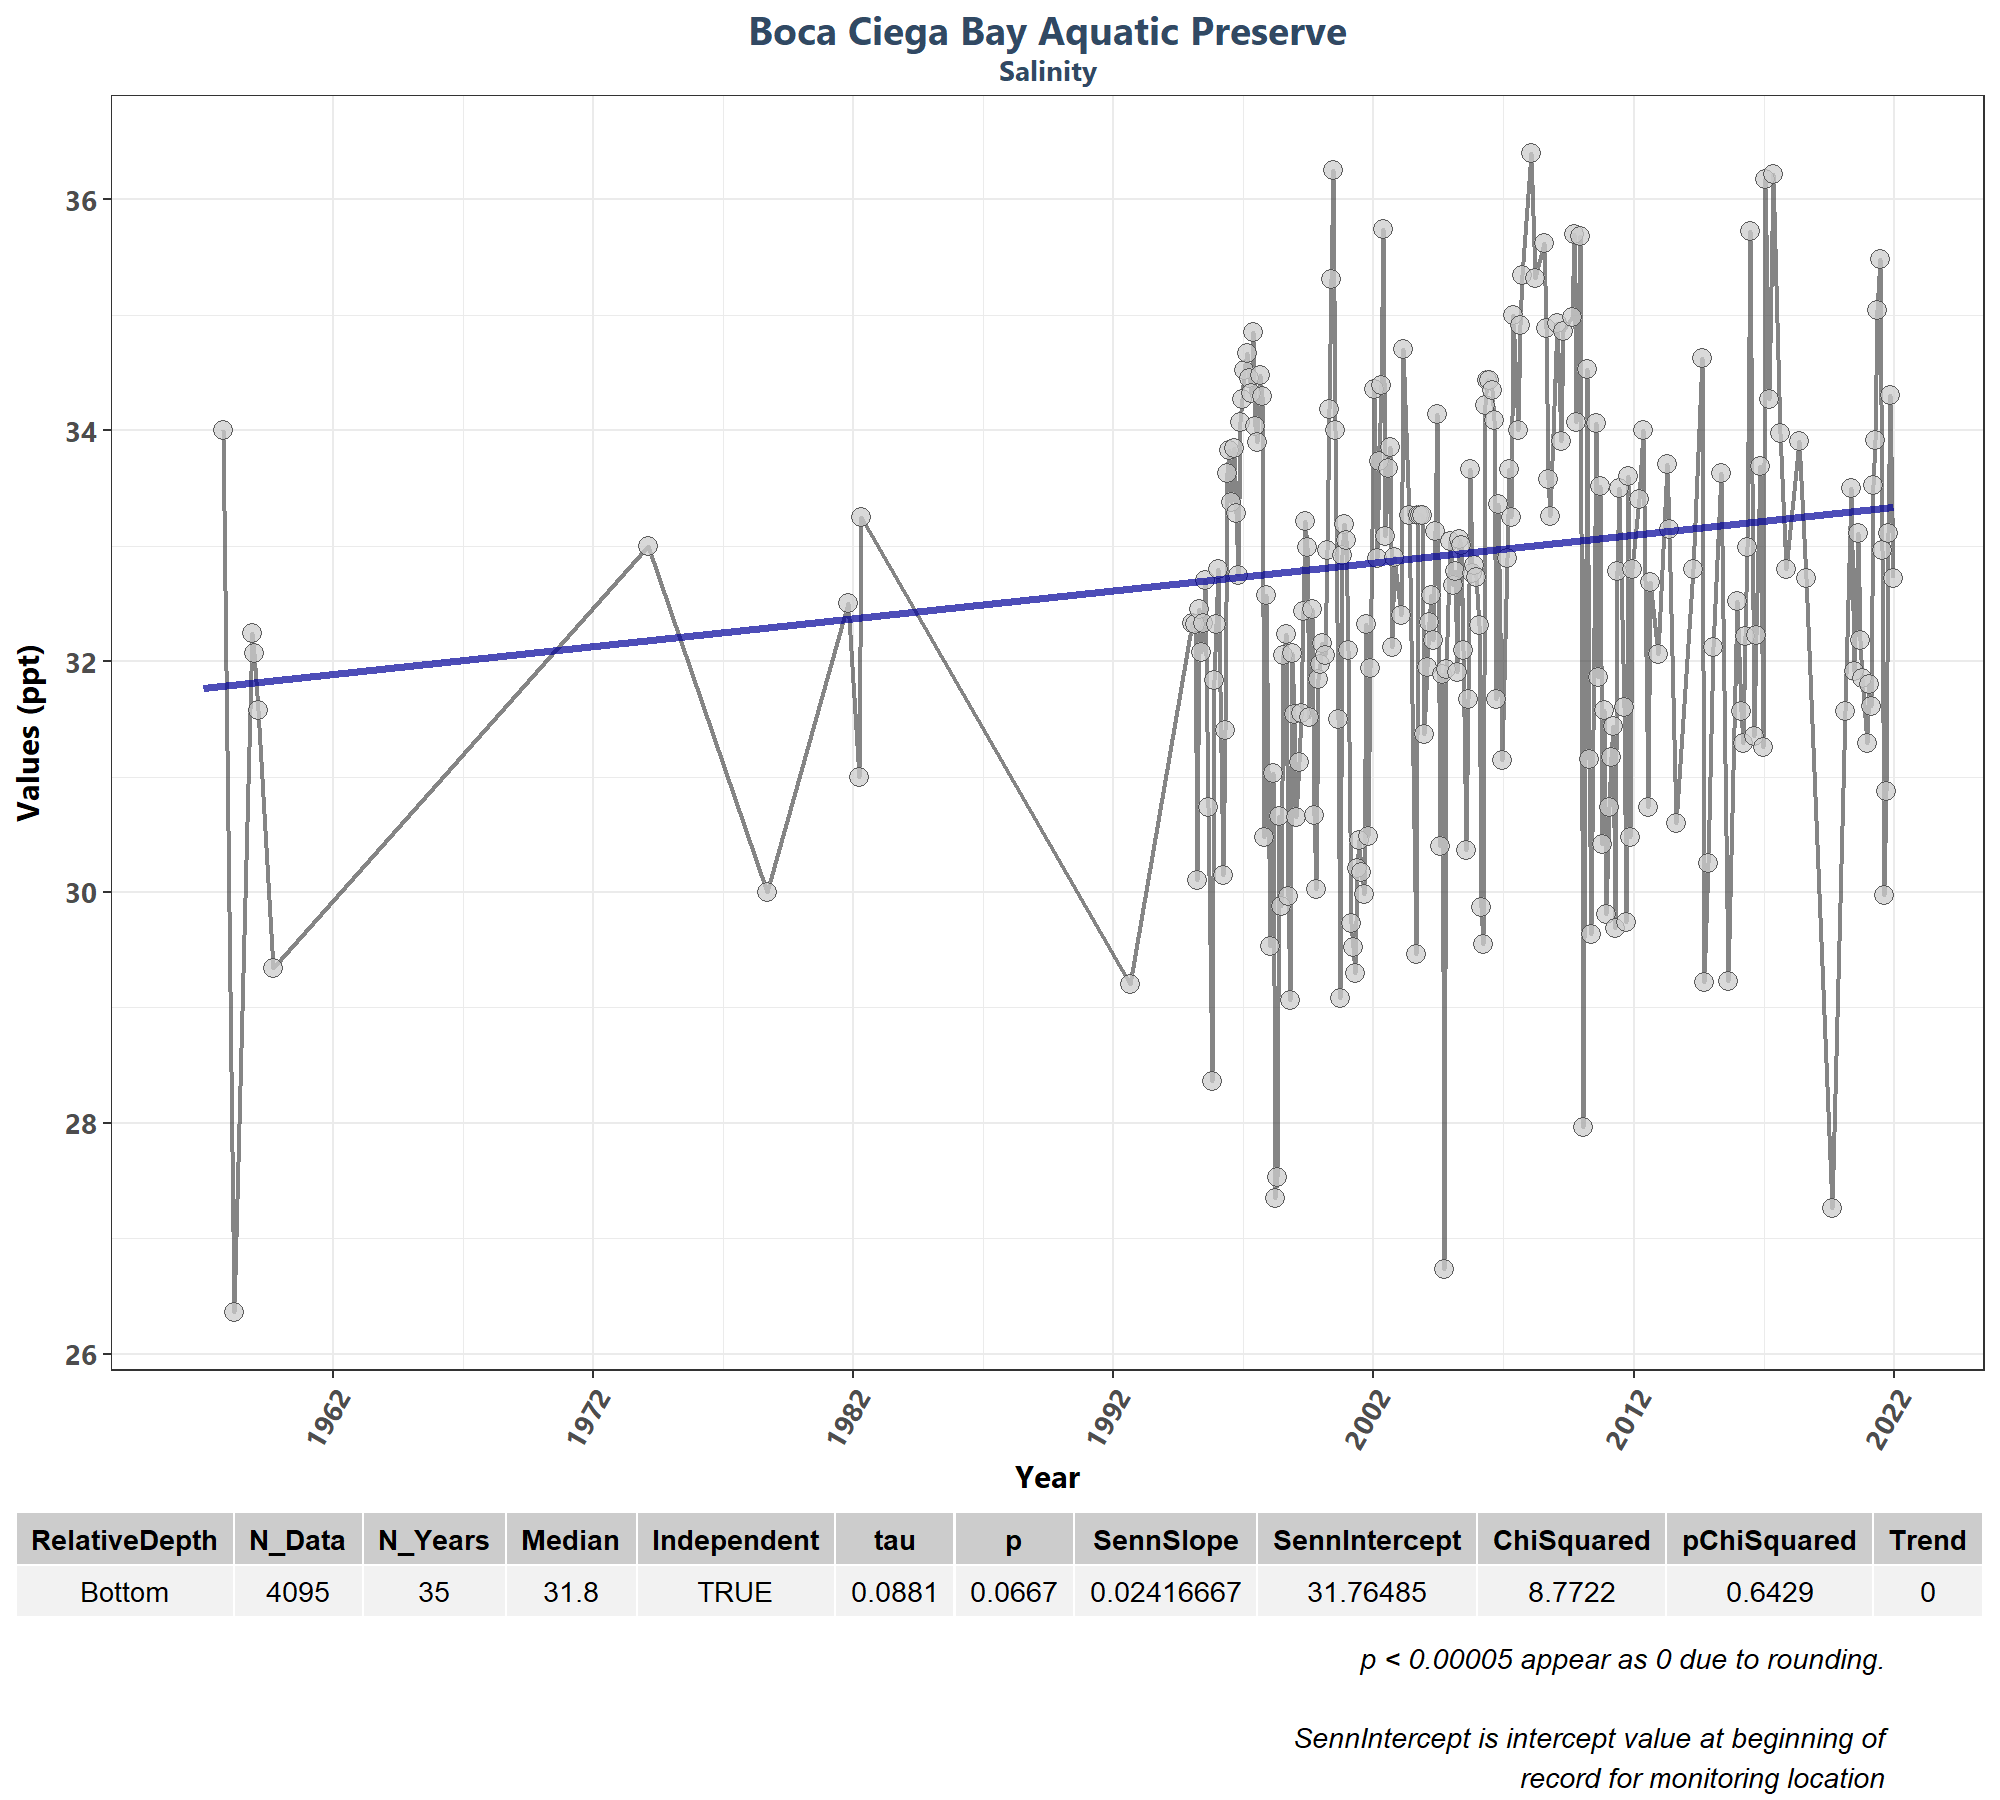 Boca Ciega Bay Aquatic Preserve
Salinity
Values (ppt)
36
34
32
30
28
26
1962
1972
1982
1992
2002
2012
2022
Year
RelativeDepth N_Data N_Years Median Independent tau p SennSlope SennIntercept ChiSquared pChiSquared Trend
Bottom 4095 35 31.8 TRUE 0.0881 0.0667 0.02416667 31.76485 8.7722 0.6429 0
p < 0.00005 appear as 0 due to rounding.
SennIntercept is intercept value at beginning of
record for monitoring location